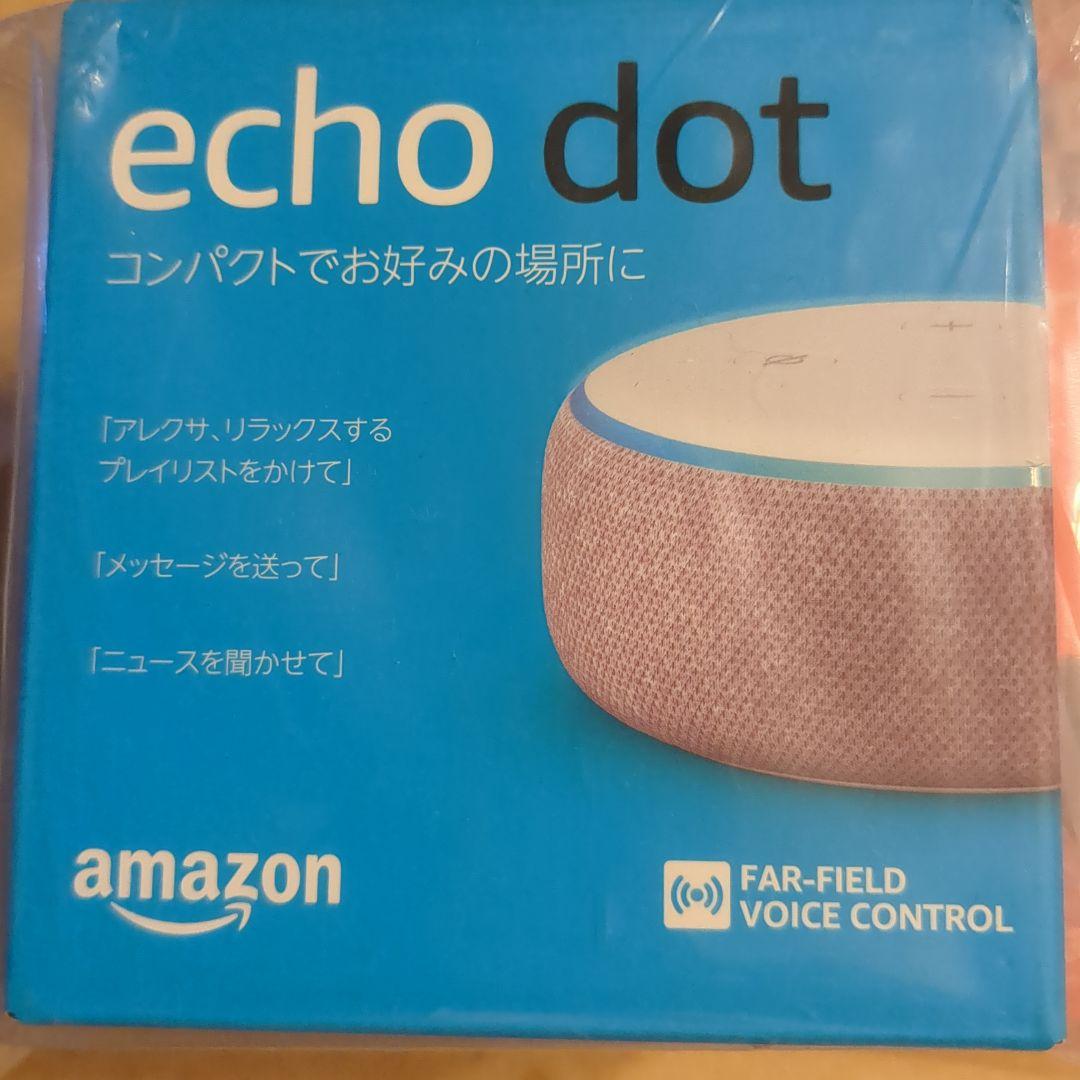 echo dot
コンパクトでお好みの場所に
「アレクサ、リラックスする
プレイリストをかけて」
「メッセージを送って」
「ニュースを聞かせて」
amazon
FAR-FIELD
VOICE CONTROL